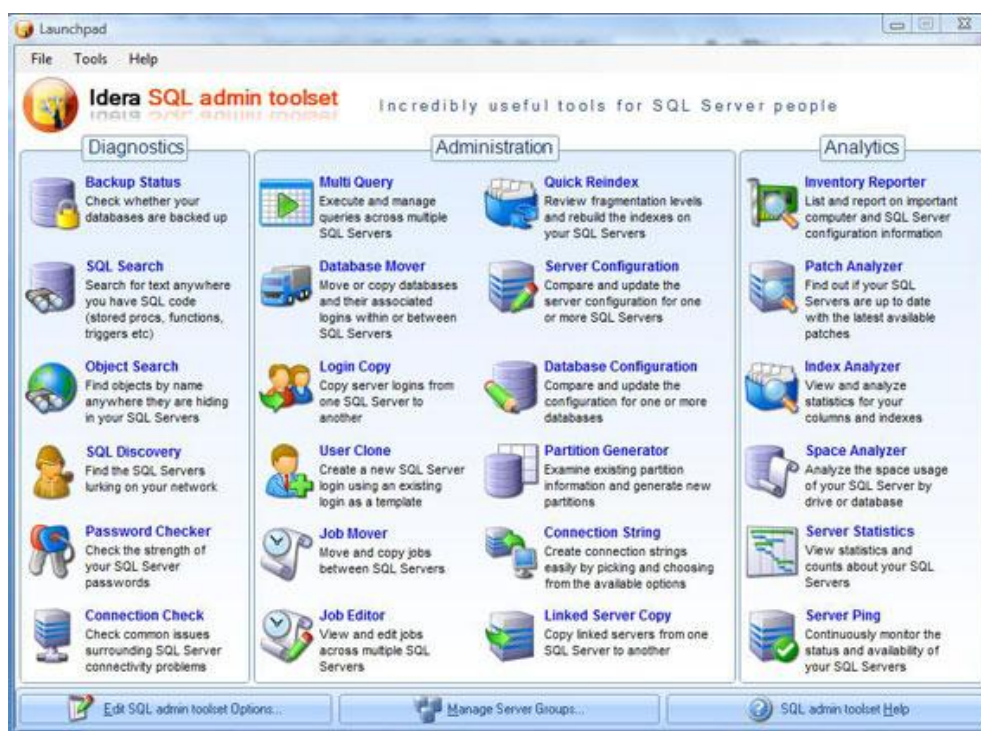 Launchpad
File Tools Help
Idera SQL admin toolset
Incredibly useful tools for SQL Server people
Diagnostics
Backup Status
Check whether your
databases are backed up
SQL Search
Search for text anywhere
you have SQL code
(stored procs, functions,
triggers etc)
Object Search
Find objects by name
anywhere they are hiding
in your SQL Servers
SQL Discovery
Find the SQL Servers
lurking on your network
Password Checker
Check the strength of
your SQL Server
passwords
Connection Check
Check common issues
surrounding SQL Server
connectivity problems
Administration
Multi Query
Execute and manage
queries across multiple
SQL Servers
Database Mover
Move or copy databases
and their associated
logins within or between
SQL Servers
Login Copy
Copy server logins from
one SQL Server to
another
User Clone
Create a new SQL Server
login using an existing
login as a template
Job Mover
Move and copy jobs
between SQL Servers
Job Editor
View and edit jobs
across multiple SQL
Servers
Quick Reindex
Review fragmentation levels
and rebuild the indexes on
your SQL Servers
Server Configuration
Compare and update the
server configuration for one
or more SQL Servers
Database Configuration
Compare and update the
configuration for one or more
databases
Partition Generator
Examine existing partition
information and generate new
partitions
Connection String
Create connection strings
easily by picking and choosing
from the available options
Linked Server Copy
Copy linked servers from one
SQL Server to another
Analytics
Inventory Reporter
List and report on important
computer and SQL Server
configuration information
Patch Analyzer
Find out if your SQL
Servers are up to date
with the latest available
patches
Index Analyzer
View and analyze
statistics for your
columns and indexes
Space Analyzer
Analyze the space usage
of your SQL Server by
drive or database
Server Statistics
View statistics and
counts about your SQL
Servers
Server Ping
Continuously monitor the
status and availability of
your SQL Servers
Edit SQL admin toolset Options...
Manage Server Groups...
SQL admin toolset Help